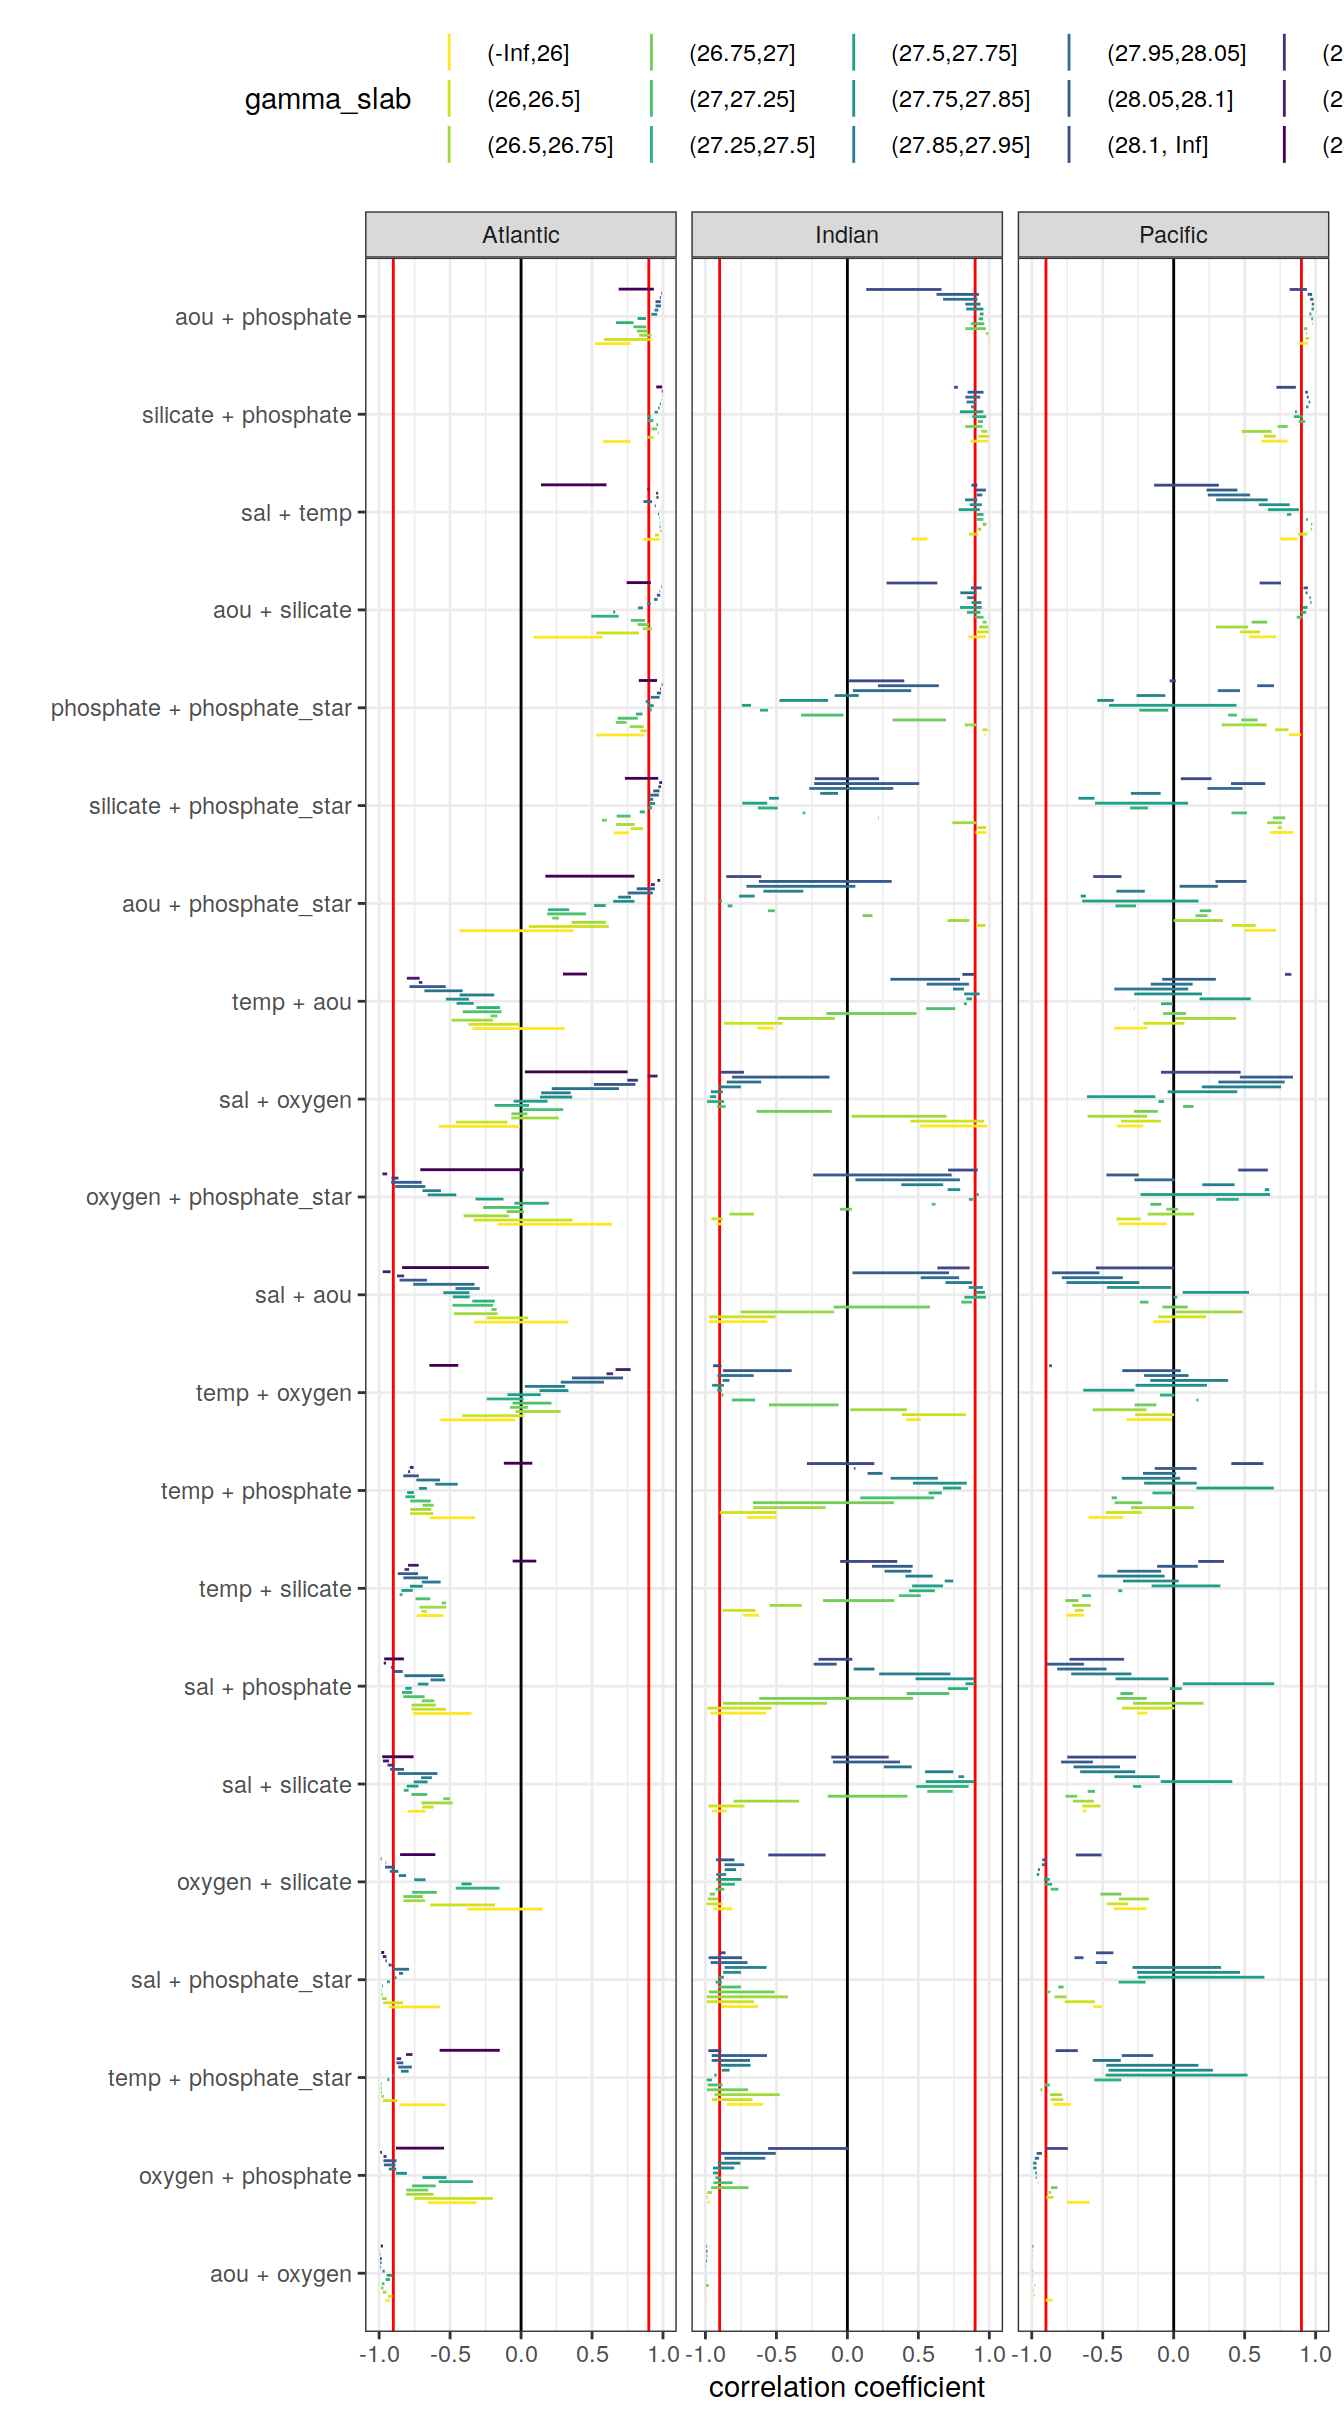 (-Inf,26] (26.75,27] (27.5,27.75] (27.95,28.05] (2
gamma_slab (26,26.5] (27,27.25] (27.75,27.85] (28.05,28.1] (2
(26.5,26.75] (27.25,27.5] (27.85,27.95] (28.1, Inf] (2
Atlantic Indian Pacific
aou + phosphate
silicate + phosphate
sal + temp
aou + silicate
phosphate + phosphate_star
silicate + phosphate_star
aou + phosphate_star
temp + aou
sal + oxygen
oxygen + phosphate_star
sal + aou
temp + oxygen
temp + phosphate
temp + silicate
sal + phosphate
sal + silicate
oxygen + silicate
sal + phosphate_star
temp + phosphate_star
oxygen + phosphate
aou + oxygen
-1.0 -0.5 0.0 0.5 1.0 -1.0 -0.5 0.0 0.5 1.0 -1.0 -0.5 0.0 0.5 1.0
correlation coefficient